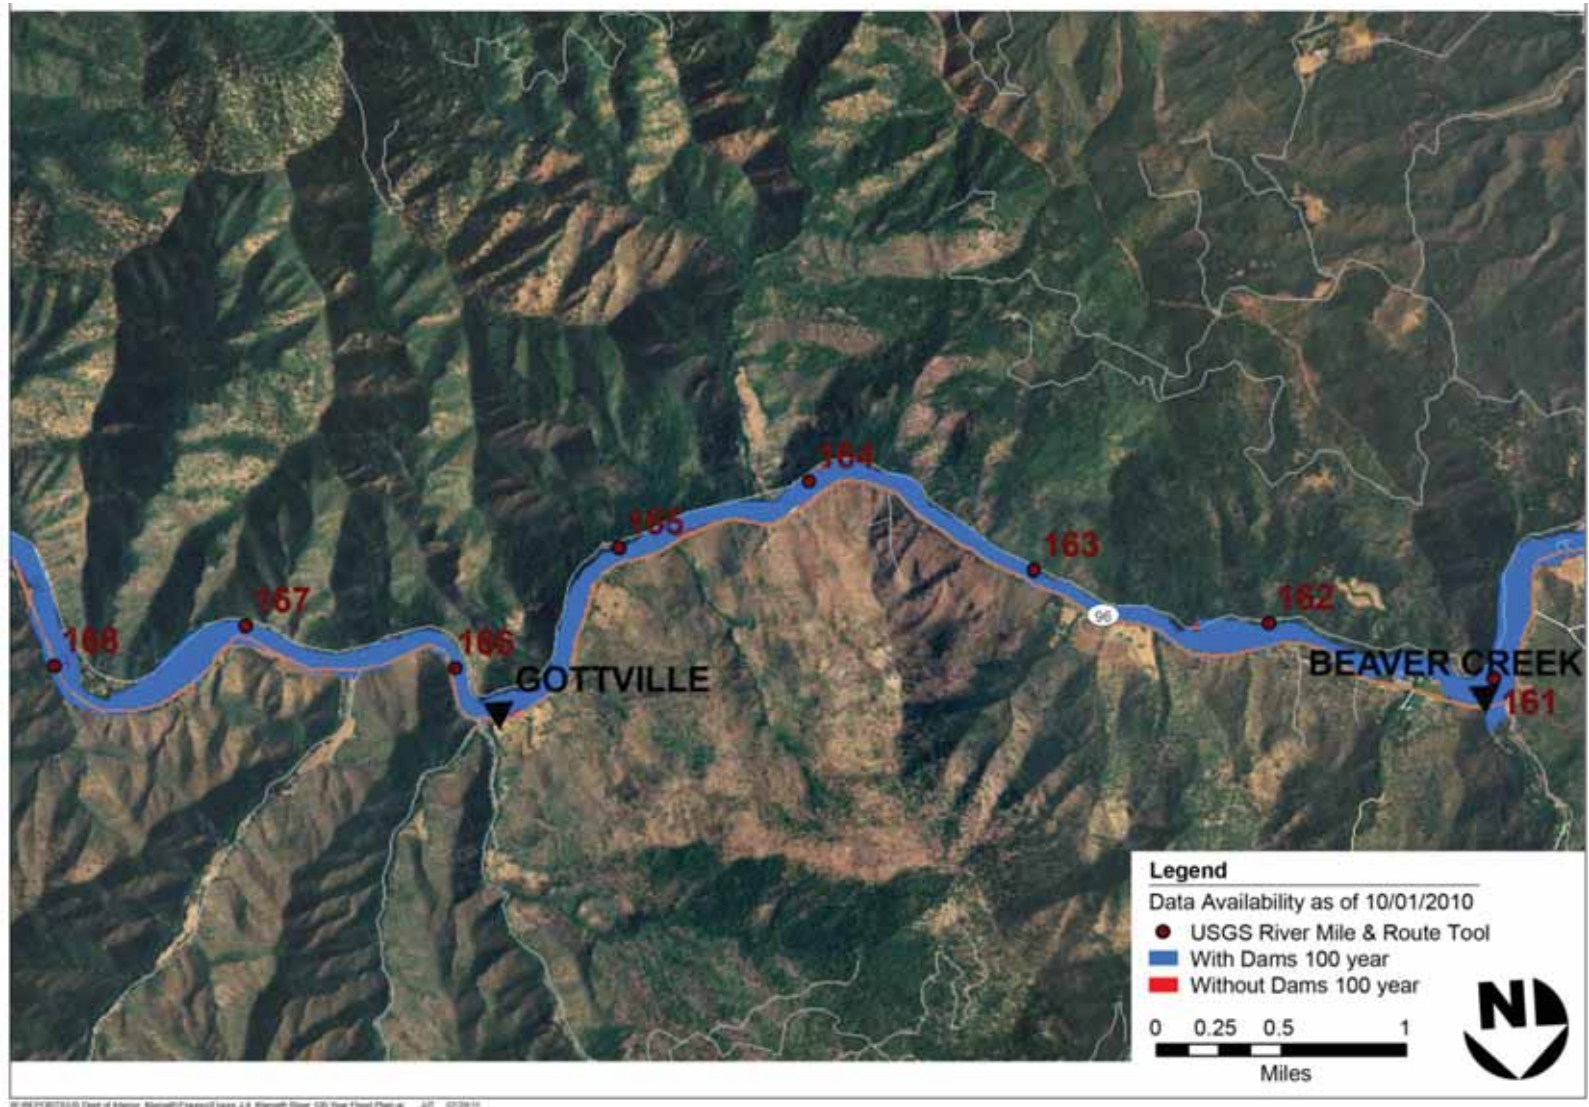 164
165
163
167
162
168
166
96
GOTTVILLE
BEAVER CREEK
161
Legend
Data Availability as of 10/01/2010
USGS River Mile & Route Tool
With Dams 100 year
Without Dams 100 year
0 0.25 0.5 1
Miles
N